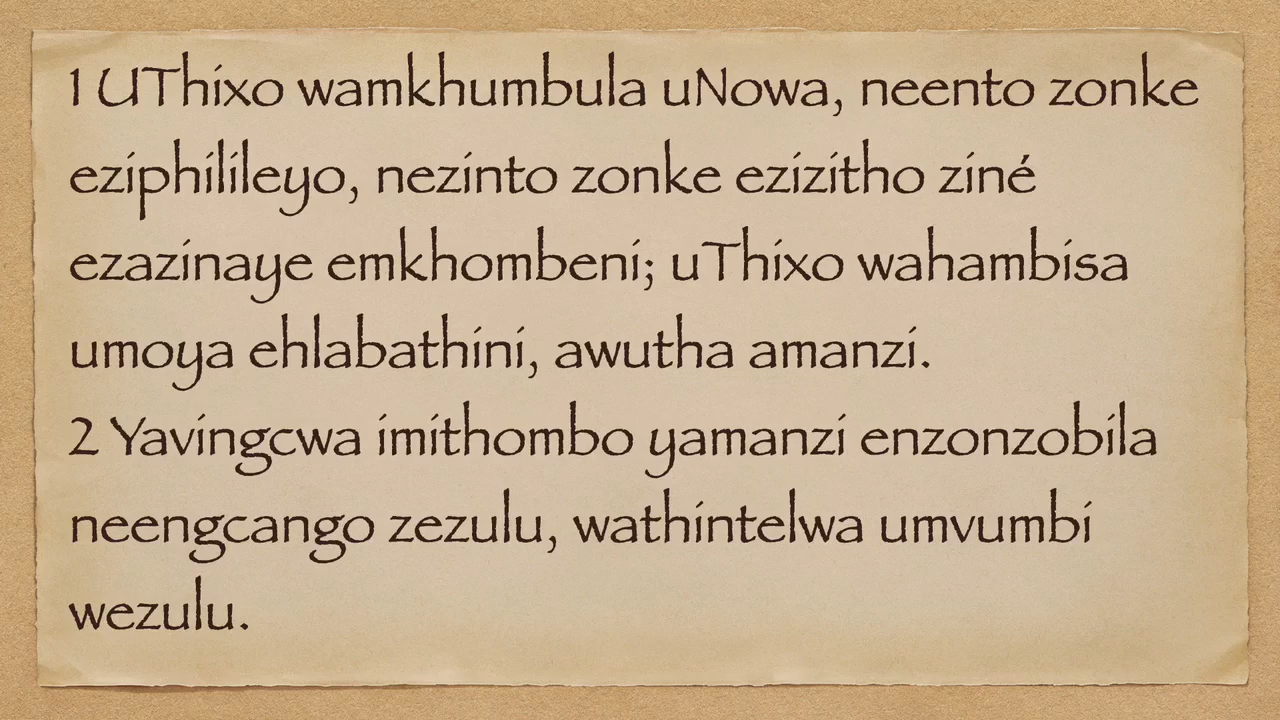 1 UThixo wamkhumbula uNowa, neento zonke
eziphilileyo, nezinto zonke ezizitho ziné
ezazinaye emkhombeni; uThixo wahambisa
umoya ehlabathini, awutha amanzi.
2 Yavingcwa imithombo yamanzi enzonzobila
neengcango zezulu, wathintelwa umvumbi
wezulu.